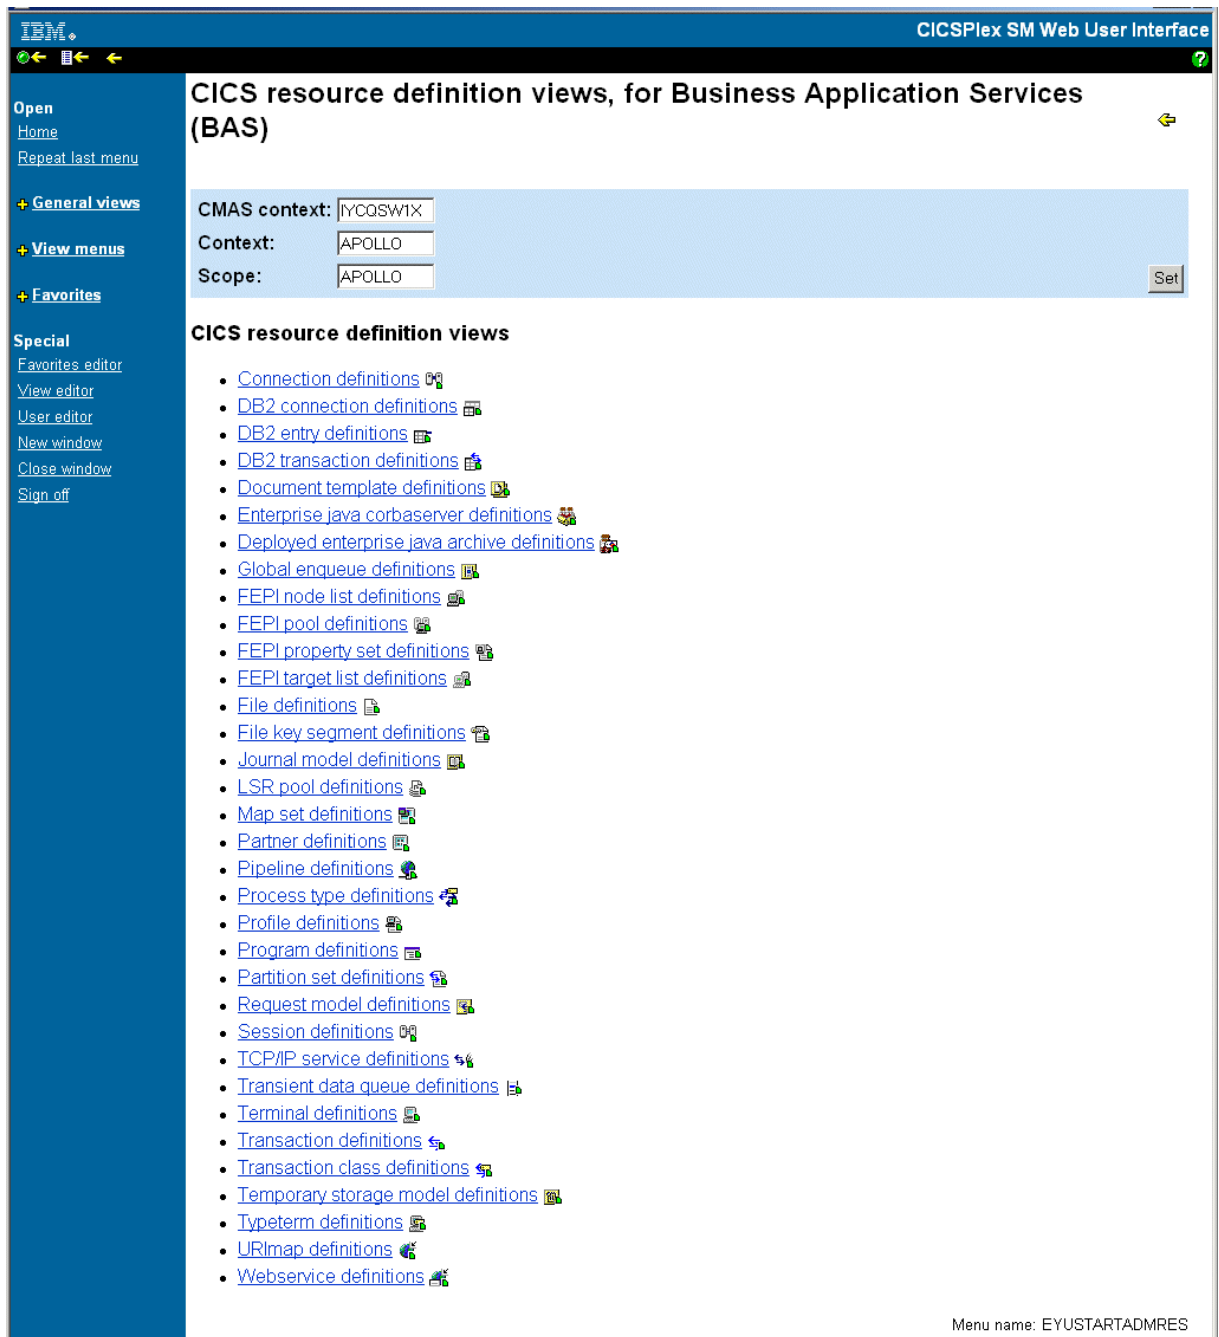 IBM.
CICSPlex SM Web User Interface
CICS resource definition views, for Business Application Services
(BAS)
Open
Home
Repeat last menu
General views
View menus
Favorites
Special
Favorites editor
View editor
User editor
New window
Close window
Sign off
CMAS context: IYCQSW1X
Context: APOLLO
Scope: APOLLO
Set
CICS resource definition views
Connection definitions
DB2 connection definitions
DB2 entry definitions
DB2 transaction definitions
Document template definitions
Enterprise java corbaserver definitions
Deployed enterprise java archive definitions
Global enqueue definitions
FEPI node list definitions
FEPI pool definitions
FEPI property set definitions
FEPI target list definitions
File definitions
File key segment definitions
Journal model definitions
LSR pool definitions
Map set definitions
Partner definitions
Pipeline definitions
Process type definitions
Profile definitions
Program definitions
Partition set definitions
Request model definitions
Session definitions
TCP/IP service definitions
Transient data queue definitions
Terminal definitions
Transaction definitions
Transaction class definitions
Temporary storage model definitions
Typeterm definitions
URImap definitions
Webservice definitions
Menu name: EYUSTARTADMRES